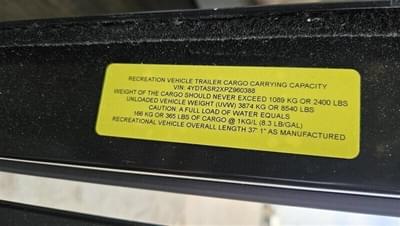 RECREATION VEHICLE TRAILER CARGO CARRYING CAPACITY
VIN: 4YDTASR2XPZ960388
WEIGHT OF THE CARGO SHOULD NEVER EXCEED 1089 KG OR 2400 LBS
UNLOADED VEHICLE WEIGHT (UVW) 3874 KG OR 8540 LBS
CAUTION: A FULL LOAD OF WATER EQUALS
166 KG OR 365 LBS OF CARGO @ 1KG/L (8.3 LB/GAL)
RECREATIONAL VEHICLE OVERALL LENGTH 37' 1" AS MANUFACTURED